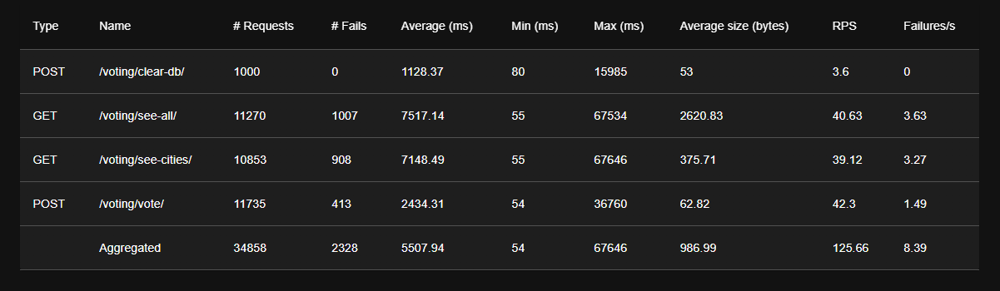 Type Name # Requests # Fails Average (ms) Min (ms) Max (ms) Average size (bytes) RPS Failures/s
POST /voting/clear-db/ 1000 0 1128.37 80 15985 53 3.6 0
GET /voting/see-all/ 11270 1007 7517.14 55 67534 2620.83 40.63 3.63
GET /voting/see-cities/ 10853 908 7148.49 55 67646 375.71 39.12 3.27
POST /voting/vote/ 11735 413 2434.31 54 36760 62.82 42.3 1.49
Aggregated 34858 2328 5507.94 54 67646 986.99 125.66 8.39